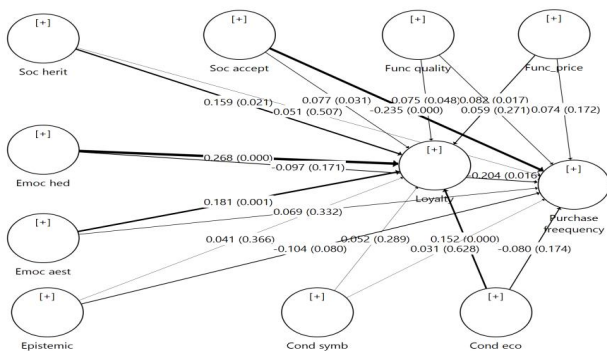 [+]
[+]
[+]
[+]
Soc herit
Soc accept
Func quality
Func_price
0.077 (0.031)
0.075 (0.048)
0.082 (0.017)
0.159 (0.021)
-0.235 (0.000)
0.059 (0.271)
0.074 (0.172)
-0.051 (0.507)
[+]
[+]
0.268 (0.000)
-0.097 (0.171)
-0.204 (0.016)
[+]
Emoc hed
Loyalty
0.181 (0.001)
Purchase
freequency
[+]
0.069 (0.332)
0.041 (0.366)
-0.052 (0.289)
0.152 (0.000)
Emoc aest
-0.104 (0.080)
0.031 (0.628)
-0.080 (0.174)
[+]
[+]
[+]
Epistemic
Cond symb
Cond eco